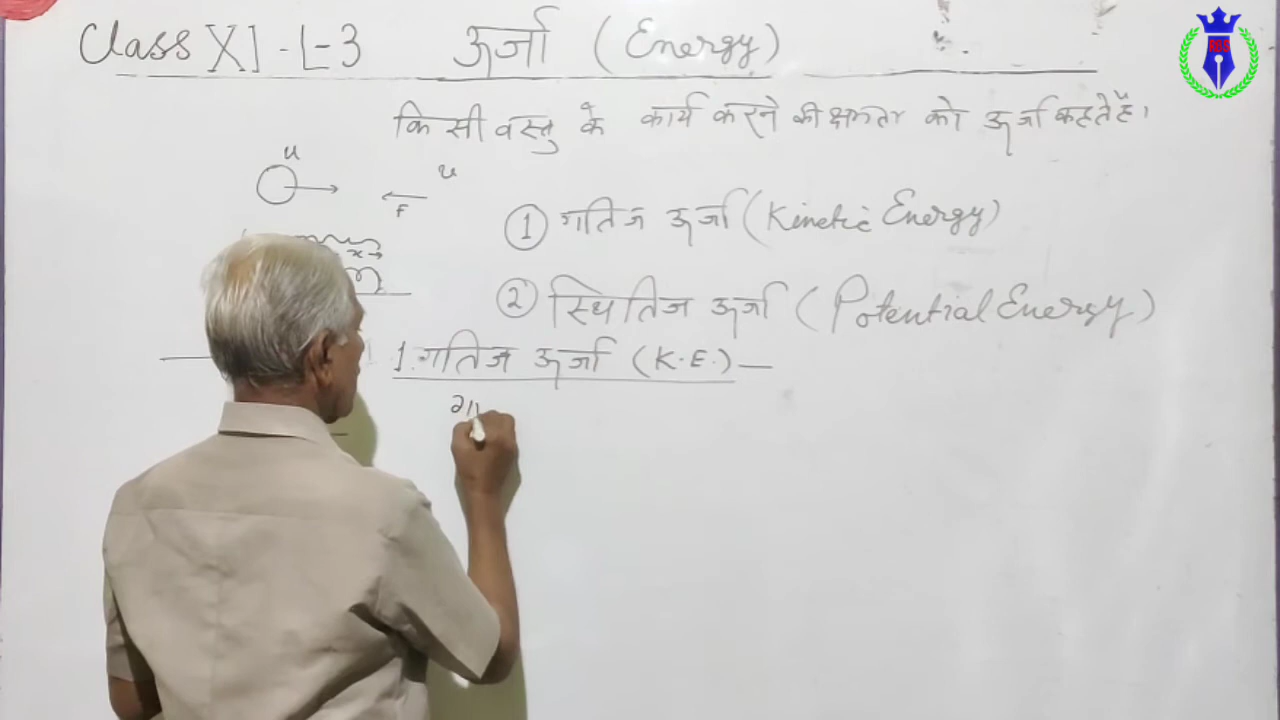 Class XI - L-3 ऊर्जा (Energy)
किसी वस्तु के कार्य करने की क्षमता को ऊर्जा कहते हैं।
u
u
F
① गतिज ऊर्जा (Kinetic Energy)
x→
② स्थितिज ऊर्जा (Potential Energy)
1. गतिज ऊर्जा (K.E.) —
RBS